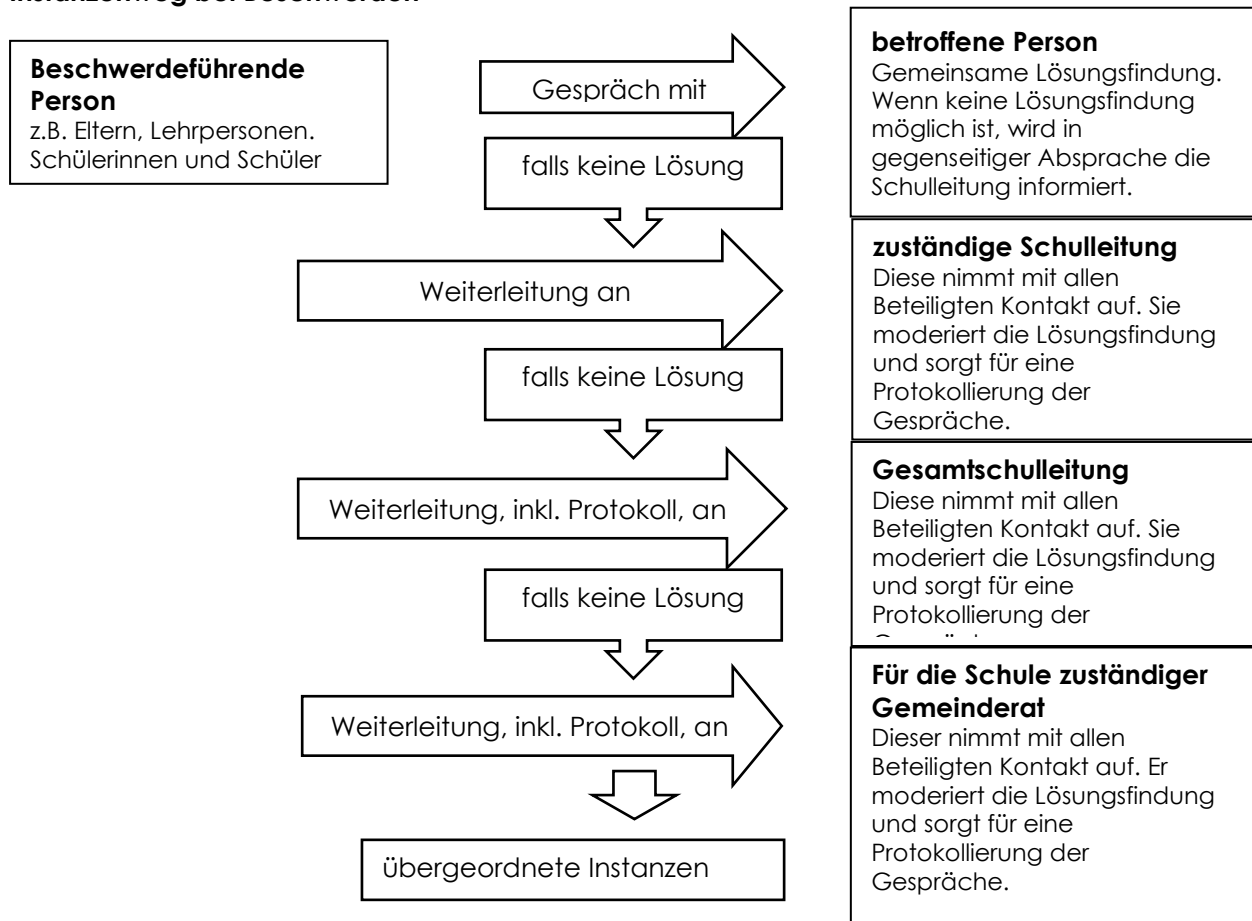 Beschwerdeführende
Person
z.B. Eltern, Lehrpersonen.
Schülerinnen und Schüler
Gespräch mit
betroffene Person
Gemeinsame Lösungsfindung.
Wenn keine Lösungsfindung
möglich ist, wird in
gegenseitiger Absprache die
Schulleitung informiert.
falls keine Lösung
Weiterleitung an
zuständige Schulleitung
Diese nimmt mit allen
Beteiligten Kontakt auf. Sie
moderiert die Lösungsfindung
und sorgt für eine
Protokollierung der
Gespräche.
falls keine Lösung
Weiterleitung, inkl. Protokoll, an
Gesamtschulleitung
Diese nimmt mit allen
Beteiligten Kontakt auf. Sie
moderiert die Lösungsfindung
und sorgt für eine
Protokollierung der
falls keine Lösung
Weiterleitung, inkl. Protokoll, an
Für die Schule zuständiger
Gemeinderat
Dieser nimmt mit allen
Beteiligten Kontakt auf. Er
moderiert die Lösungsfindung
und sorgt für eine
Protokollierung der
Gespräche.
übergeordnete Instanzen